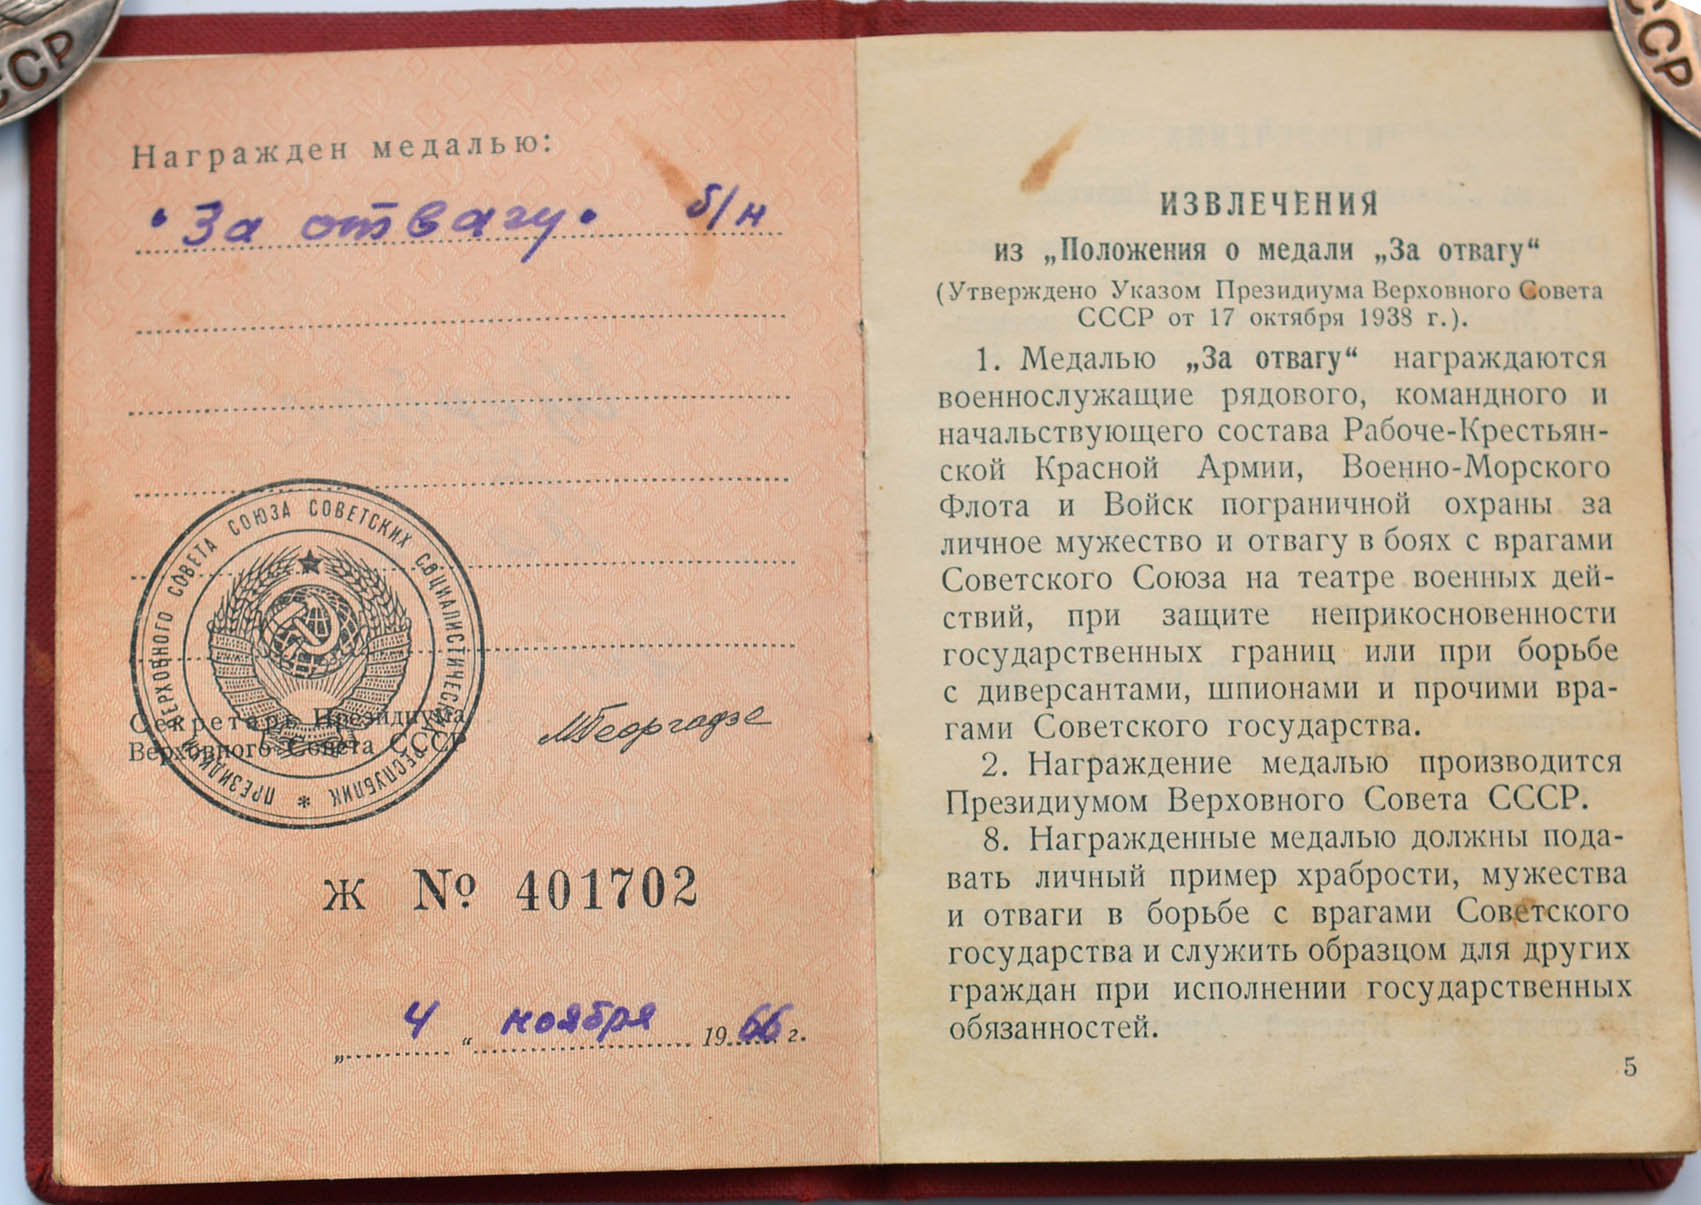 СССР
СССР
Награжден медалью:
"За отвагу" б/н
ПРЕЗИДИУМ ВЕРХОВНОГО СОВЕТА СОЮЗА СОВЕТСКИХ СОЦИАЛИСТИЧЕСКИХ РЕСПУБЛИК *
Секретарь Президиума
Верховного Совета СССР
МГеоргадзе
Ж № 401702
„4“ ноября 1966 г.
ИЗВЛЕЧЕНИЯ
из „Положения о медали „За отвагу“
(Утверждено Указом Президиума Верховного Совета
СССР от 17 октября 1938 г.).
1. Медалью „За отвагу“ награждаются
военнослужащие рядового, командного и
начальствующего состава Рабоче-Крестьян-
ской Красной Армии, Военно-Морского
Флота и Войск пограничной охраны за
личное мужество и отвагу в боях с врагами
Советского Союза на театре военных дей-
ствий, при защите неприкосновенности
государственных границ или при борьбе
с диверсантами, шпионами и прочими вра-
гами Советского государства.
2. Награждение медалью производится
Президиумом Верховного Совета СССР.
8. Награжденные медалью должны пода-
вать личный пример храбрости, мужества
и отваги в борьбе с врагами Советского
государства и служить образцом для других
граждан при исполнении государственных
обязанностей.
5